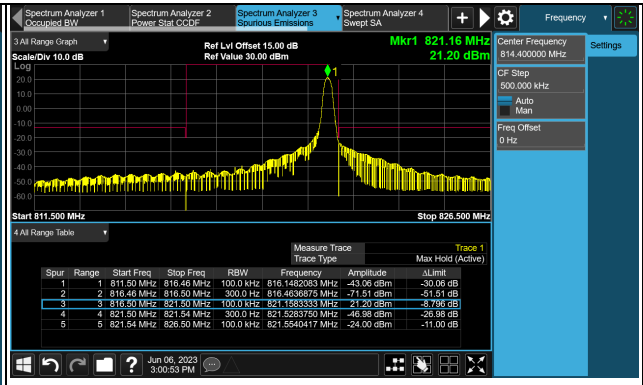 Spectrum Analyzer 1
Occupied BW
Spectrum Analyzer 2
Power Stat CCDF
Spectrum Analyzer 3
Spurious Emissions
Spectrum Analyzer 4
Swept SA
Frequency
3 All Range Graph
Scale/Div 10.0 dB
Ref Lvl Offset 15.00 dB
Ref Value 30.00 dBm
Mkr1 821.16 MHz
21.20 dBm
Center Frequency
814.400000 MHz
Settings
CF Step
500.000 kHz
Auto
Man
Freq Offset
0 Hz
Log
20.0
10.0
0.00
-10.0
-20.0
-30.0
-40.0
-50.0
-60.0
1
Start 811.500 MHz
Stop 826.500 MHz
4 All Range Table
Measure Trace Trace 1
Trace Type Max Hold (Active)
Spur Range Start Freq Stop Freq RBW Frequency Amplitude ΔLimit
1 1 811.50 MHz 816.46 MHz 100.0 kHz 816.1482083 MHz -43.06 dBm -30.06 dB
2 2 816.46 MHz 816.50 MHz 300.0 Hz 816.4636875 MHz -71.51 dBm -51.51 dB
3 3 816.50 MHz 821.50 MHz 100.0 kHz 821.1583333 MHz 21.20 dBm -8.796 dB
4 4 821.50 MHz 821.54 MHz 300.0 Hz 821.5283750 MHz -46.98 dBm -26.98 dB
5 5 821.54 MHz 826.50 MHz 100.0 kHz 821.5540417 MHz -24.00 dBm -11.00 dB
Jun 06, 2023
3:00:53 PM